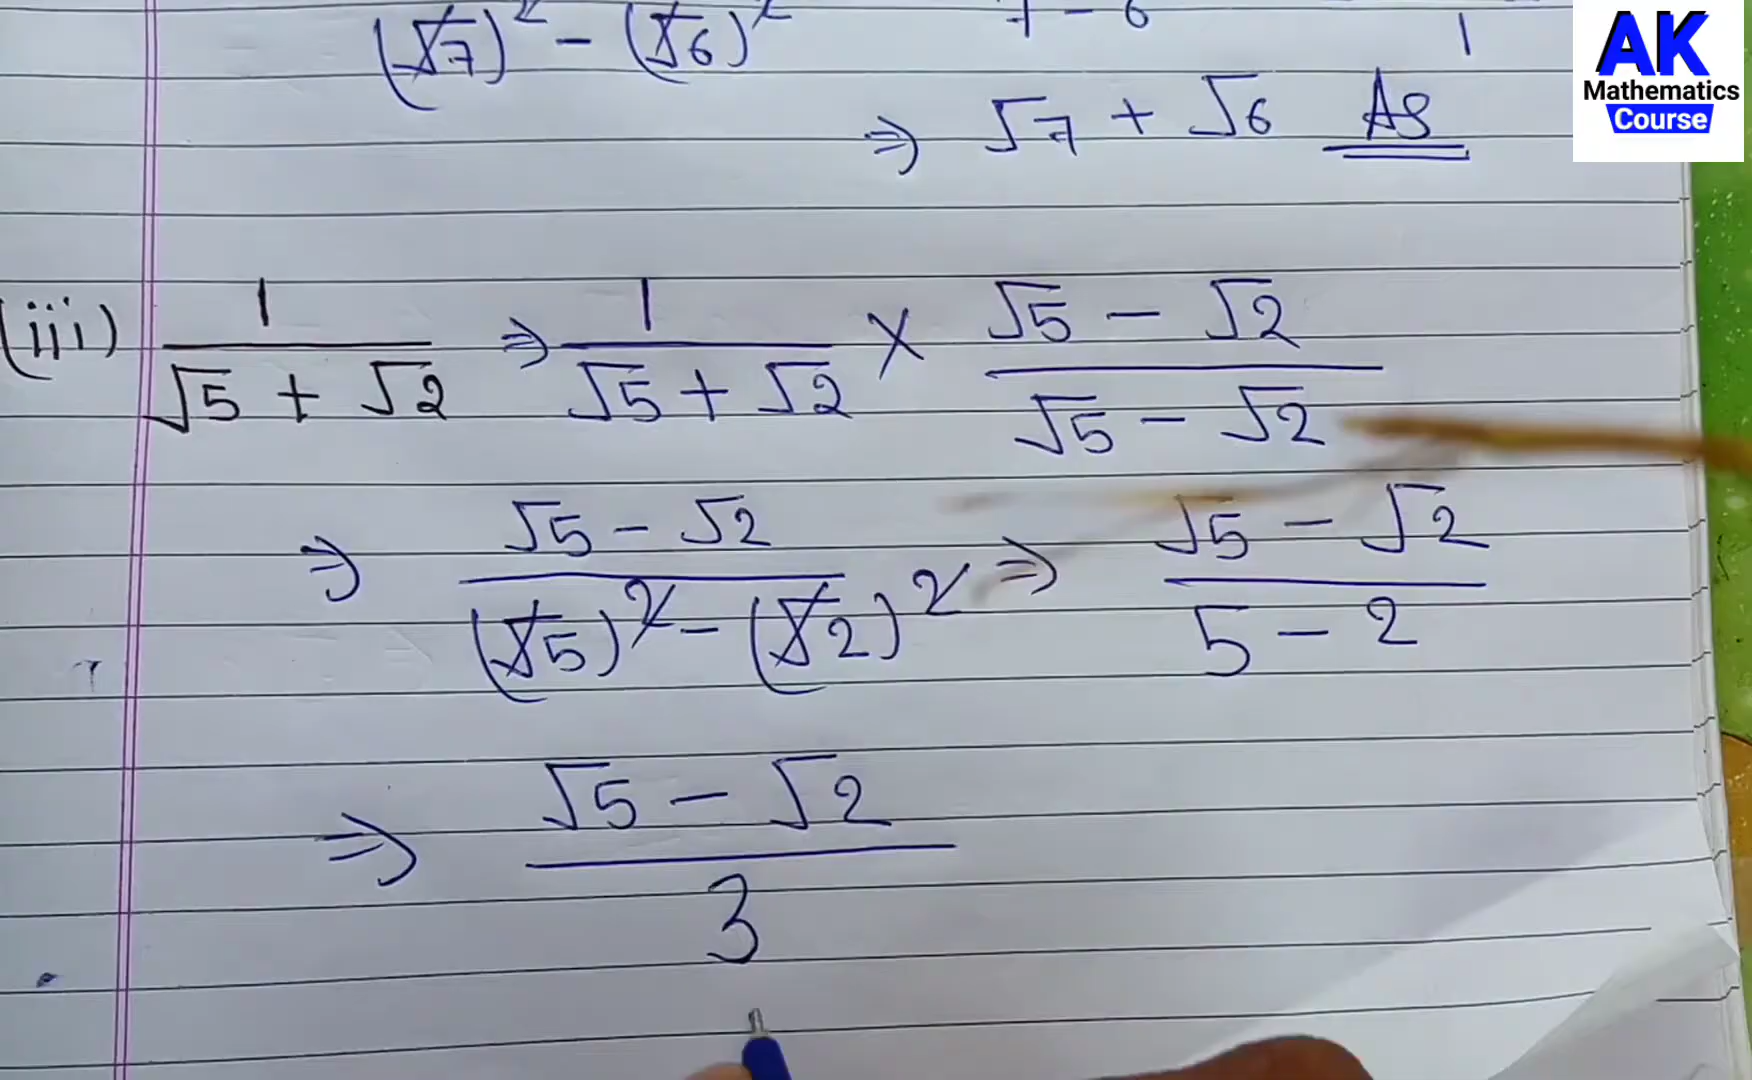 (√7)² - (√6)² 7 - 6 1
⇒ √7 + √6 As
AK
Mathematics
Course
(iii) 1/(√5 + √2) ⇒ 1/(√5 + √2) × (√5 - √2)/(√5 - √2)
⇒ (√5 - √2)/((√5)² - (√2)²) ⇒ (√5 - √2)/(5 - 2)
⇒ (√5 - √2)/3